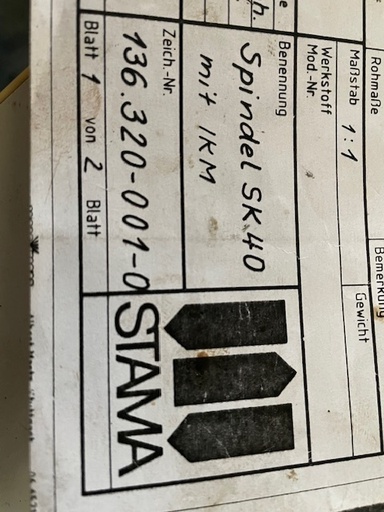 Rohmaße
Bemerkung
Maßstab 1:1
Gewicht
Werkstoff
Mod.-Nr.
Benennung
Spindel SK40
mit IKM
Zeich.-Nr.
136.320-001-0
STAMA
Blatt 1 von 2 Blatt